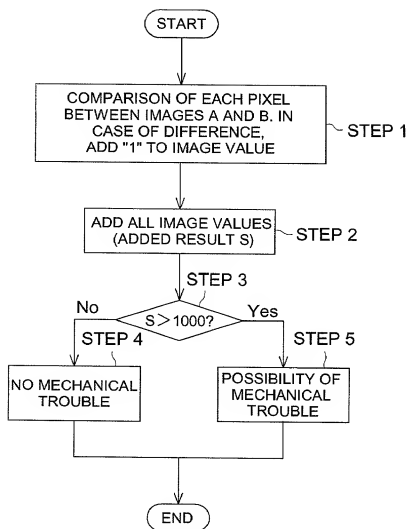 START
COMPARISON OF EACH PIXEL
BETWEEN IMAGES A AND B. IN
CASE OF DIFFERENCE,
ADD "1" TO IMAGE VALUE
STEP 1
ADD ALL IMAGE VALUES
(ADDED RESULT S)
STEP 2
STEP 3
S>1000?
No
Yes
STEP 4
NO MECHANICAL
TROUBLE
STEP 5
POSSIBILITY OF
MECHANICAL
TROUBLE
END